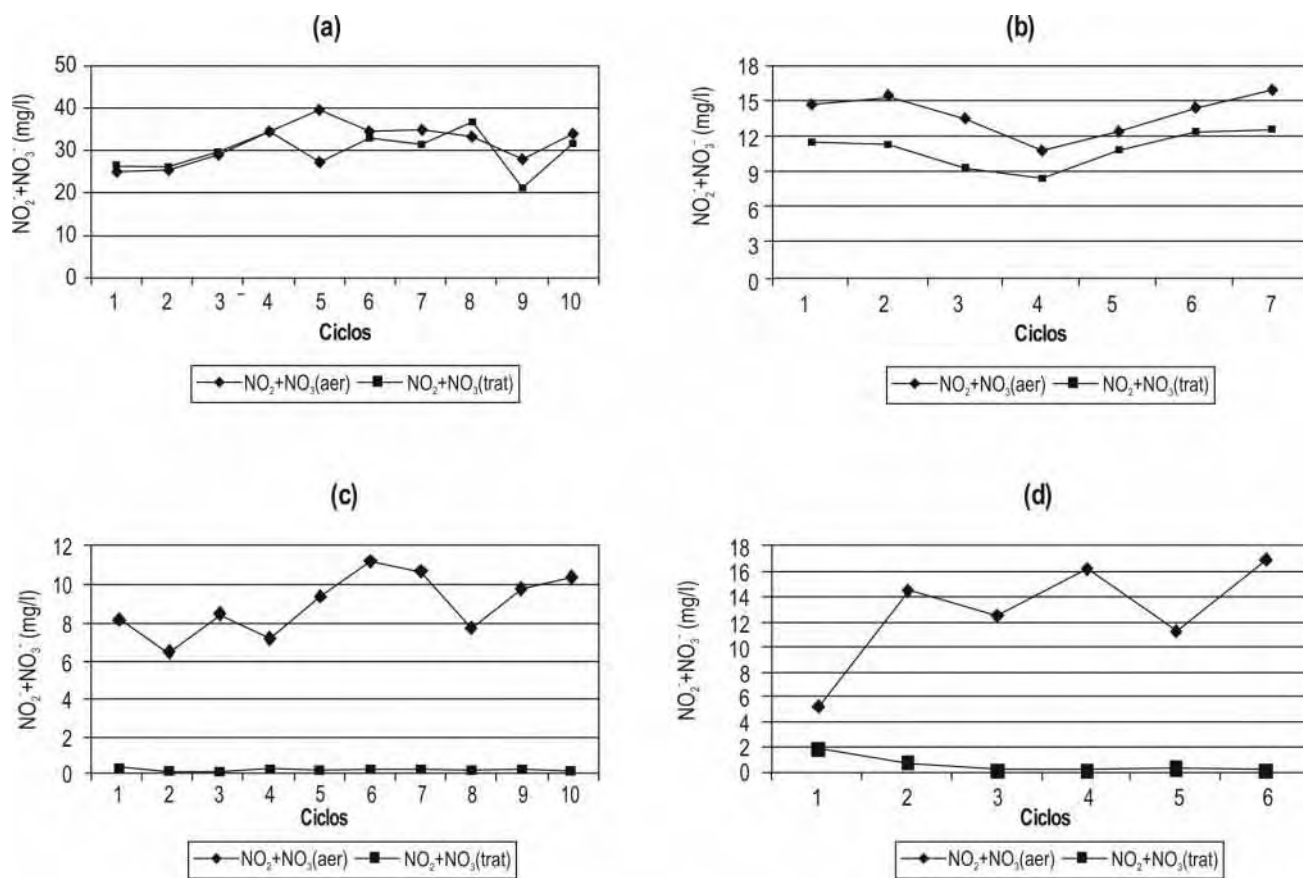 (a)
NO₂⁻+NO₃⁻ (mg/l)
50
40
30
20
10
0
1 2 3 4 5 6 7 8 9 10
Ciclos
NO₂+NO₃(aer) NO₂+NO₃(trat)
(b)
NO₂⁻+NO₃⁻ (mg/l)
18
15
12
9
6
3
0
1 2 3 4 5 6 7
Ciclos
NO₂+NO₃(aer) NO₂+NO₃(trat)
(c)
NO₂⁻+NO₃⁻ (mg/l)
12
10
8
6
4
2
0
1 2 3 4 5 6 7 8 9 10
Ciclos
NO₂+NO₃(aer) NO₂+NO₃(trat)
(d)
NO₂⁻+NO₃⁻ (mg/l)
18
16
14
12
10
8
6
4
2
0
1 2 3 4 5 6
Ciclos
NO₂+NO₃(aer) NO₂+NO₃(trat)